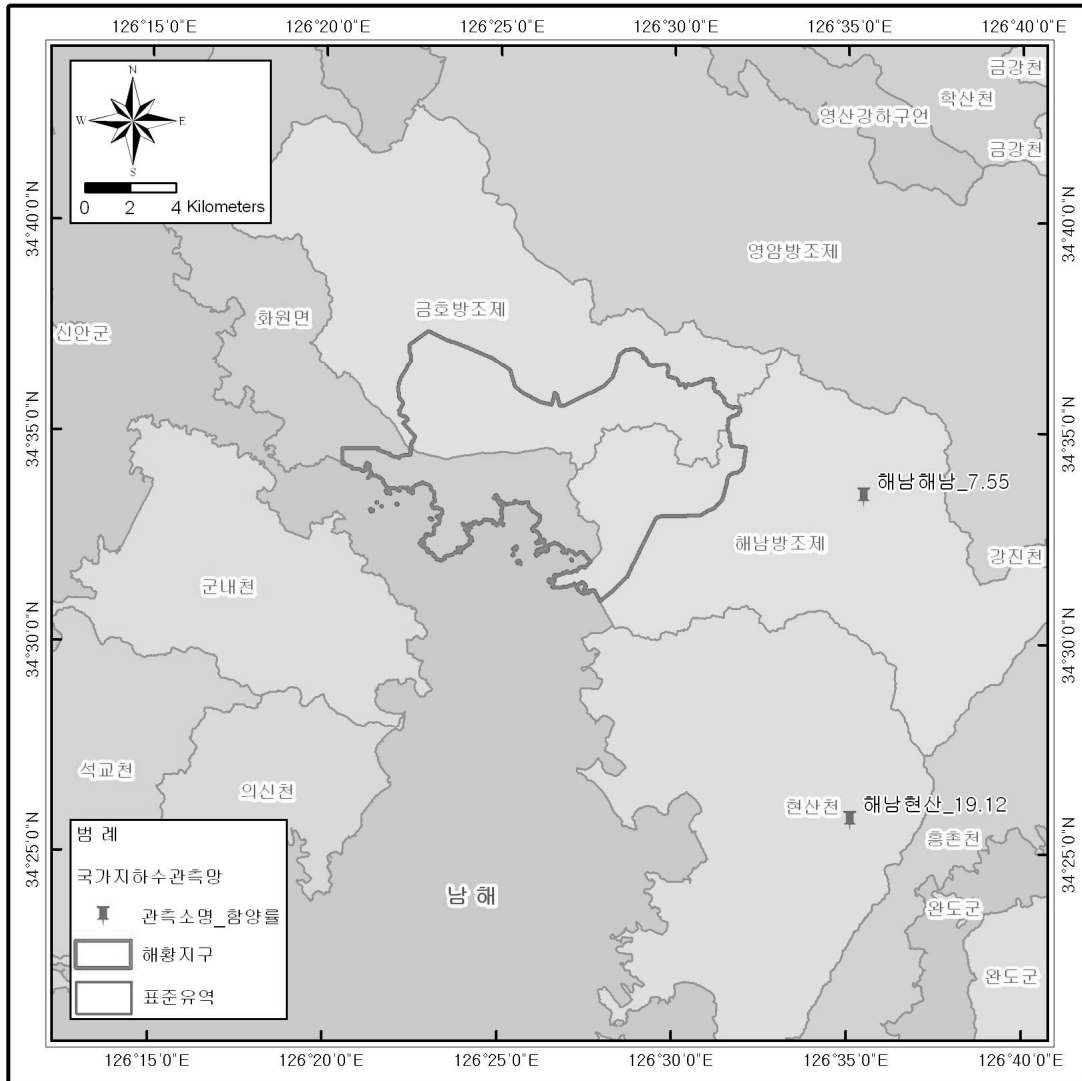 126°15'0"E 126°20'0"E 126°25'0"E 126°30'0"E 126°35'0"E 126°40'0"E
N
W E
S
0 2 4 Kilometers
금강천
학산천
영산강하구언
금강천
34°40'0"N
34°40'0"N
영암방조제
금호방조제
화원면
신안군
34°35'0"N
34°35'0"N
해남해남_7.55
해남방조제
강진천
군내천
34°30'0"N
34°30'0"N
석교천
의신천
현산천
해남현산_19.12
흥촌천
34°25'0"N
34°25'0"N
남해
완도군
완도군
범 례
국가지하수관측망
관측소명_함양률
해황지구
표준유역
126°15'0"E 126°20'0"E 126°25'0"E 126°30'0"E 126°35'0"E 126°40'0"E